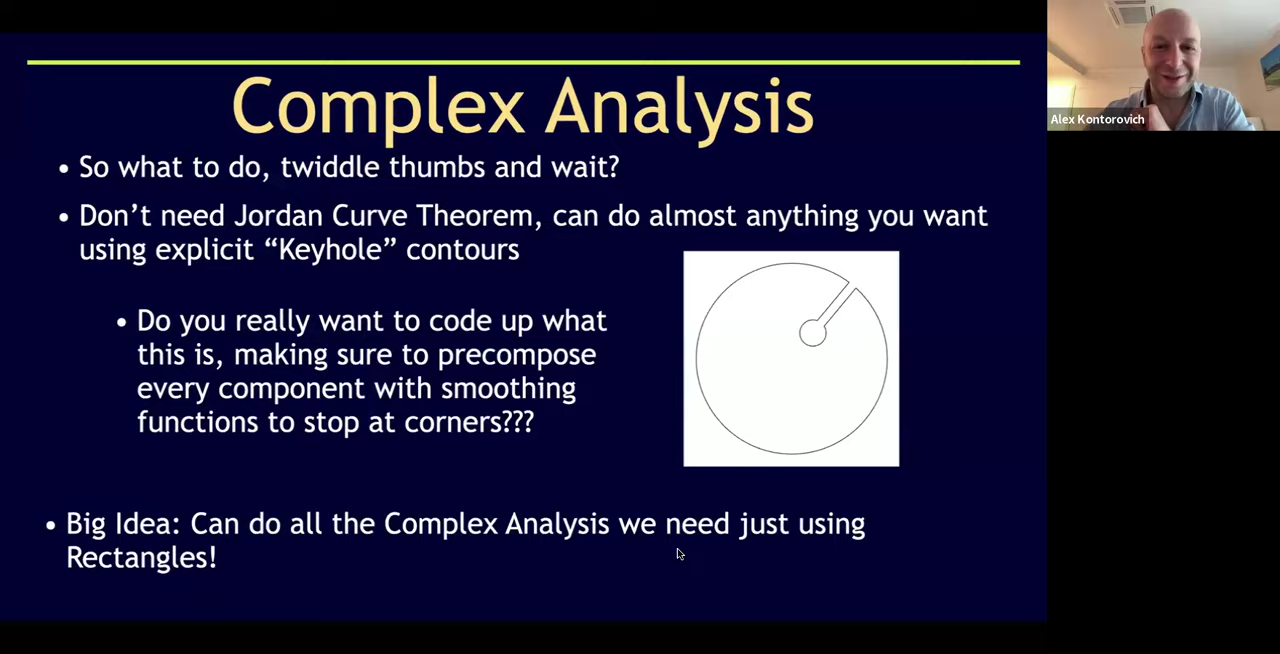 Complex Analysis
• So what to do, twiddle thumbs and wait?
• Don’t need Jordan Curve Theorem, can do almost anything you want
using explicit “Keyhole” contours
• Do you really want to code up what
this is, making sure to precompose
every component with smoothing
functions to stop at corners???
• Big Idea: Can do all the Complex Analysis we need just using
Rectangles!
Alex Kontorovich